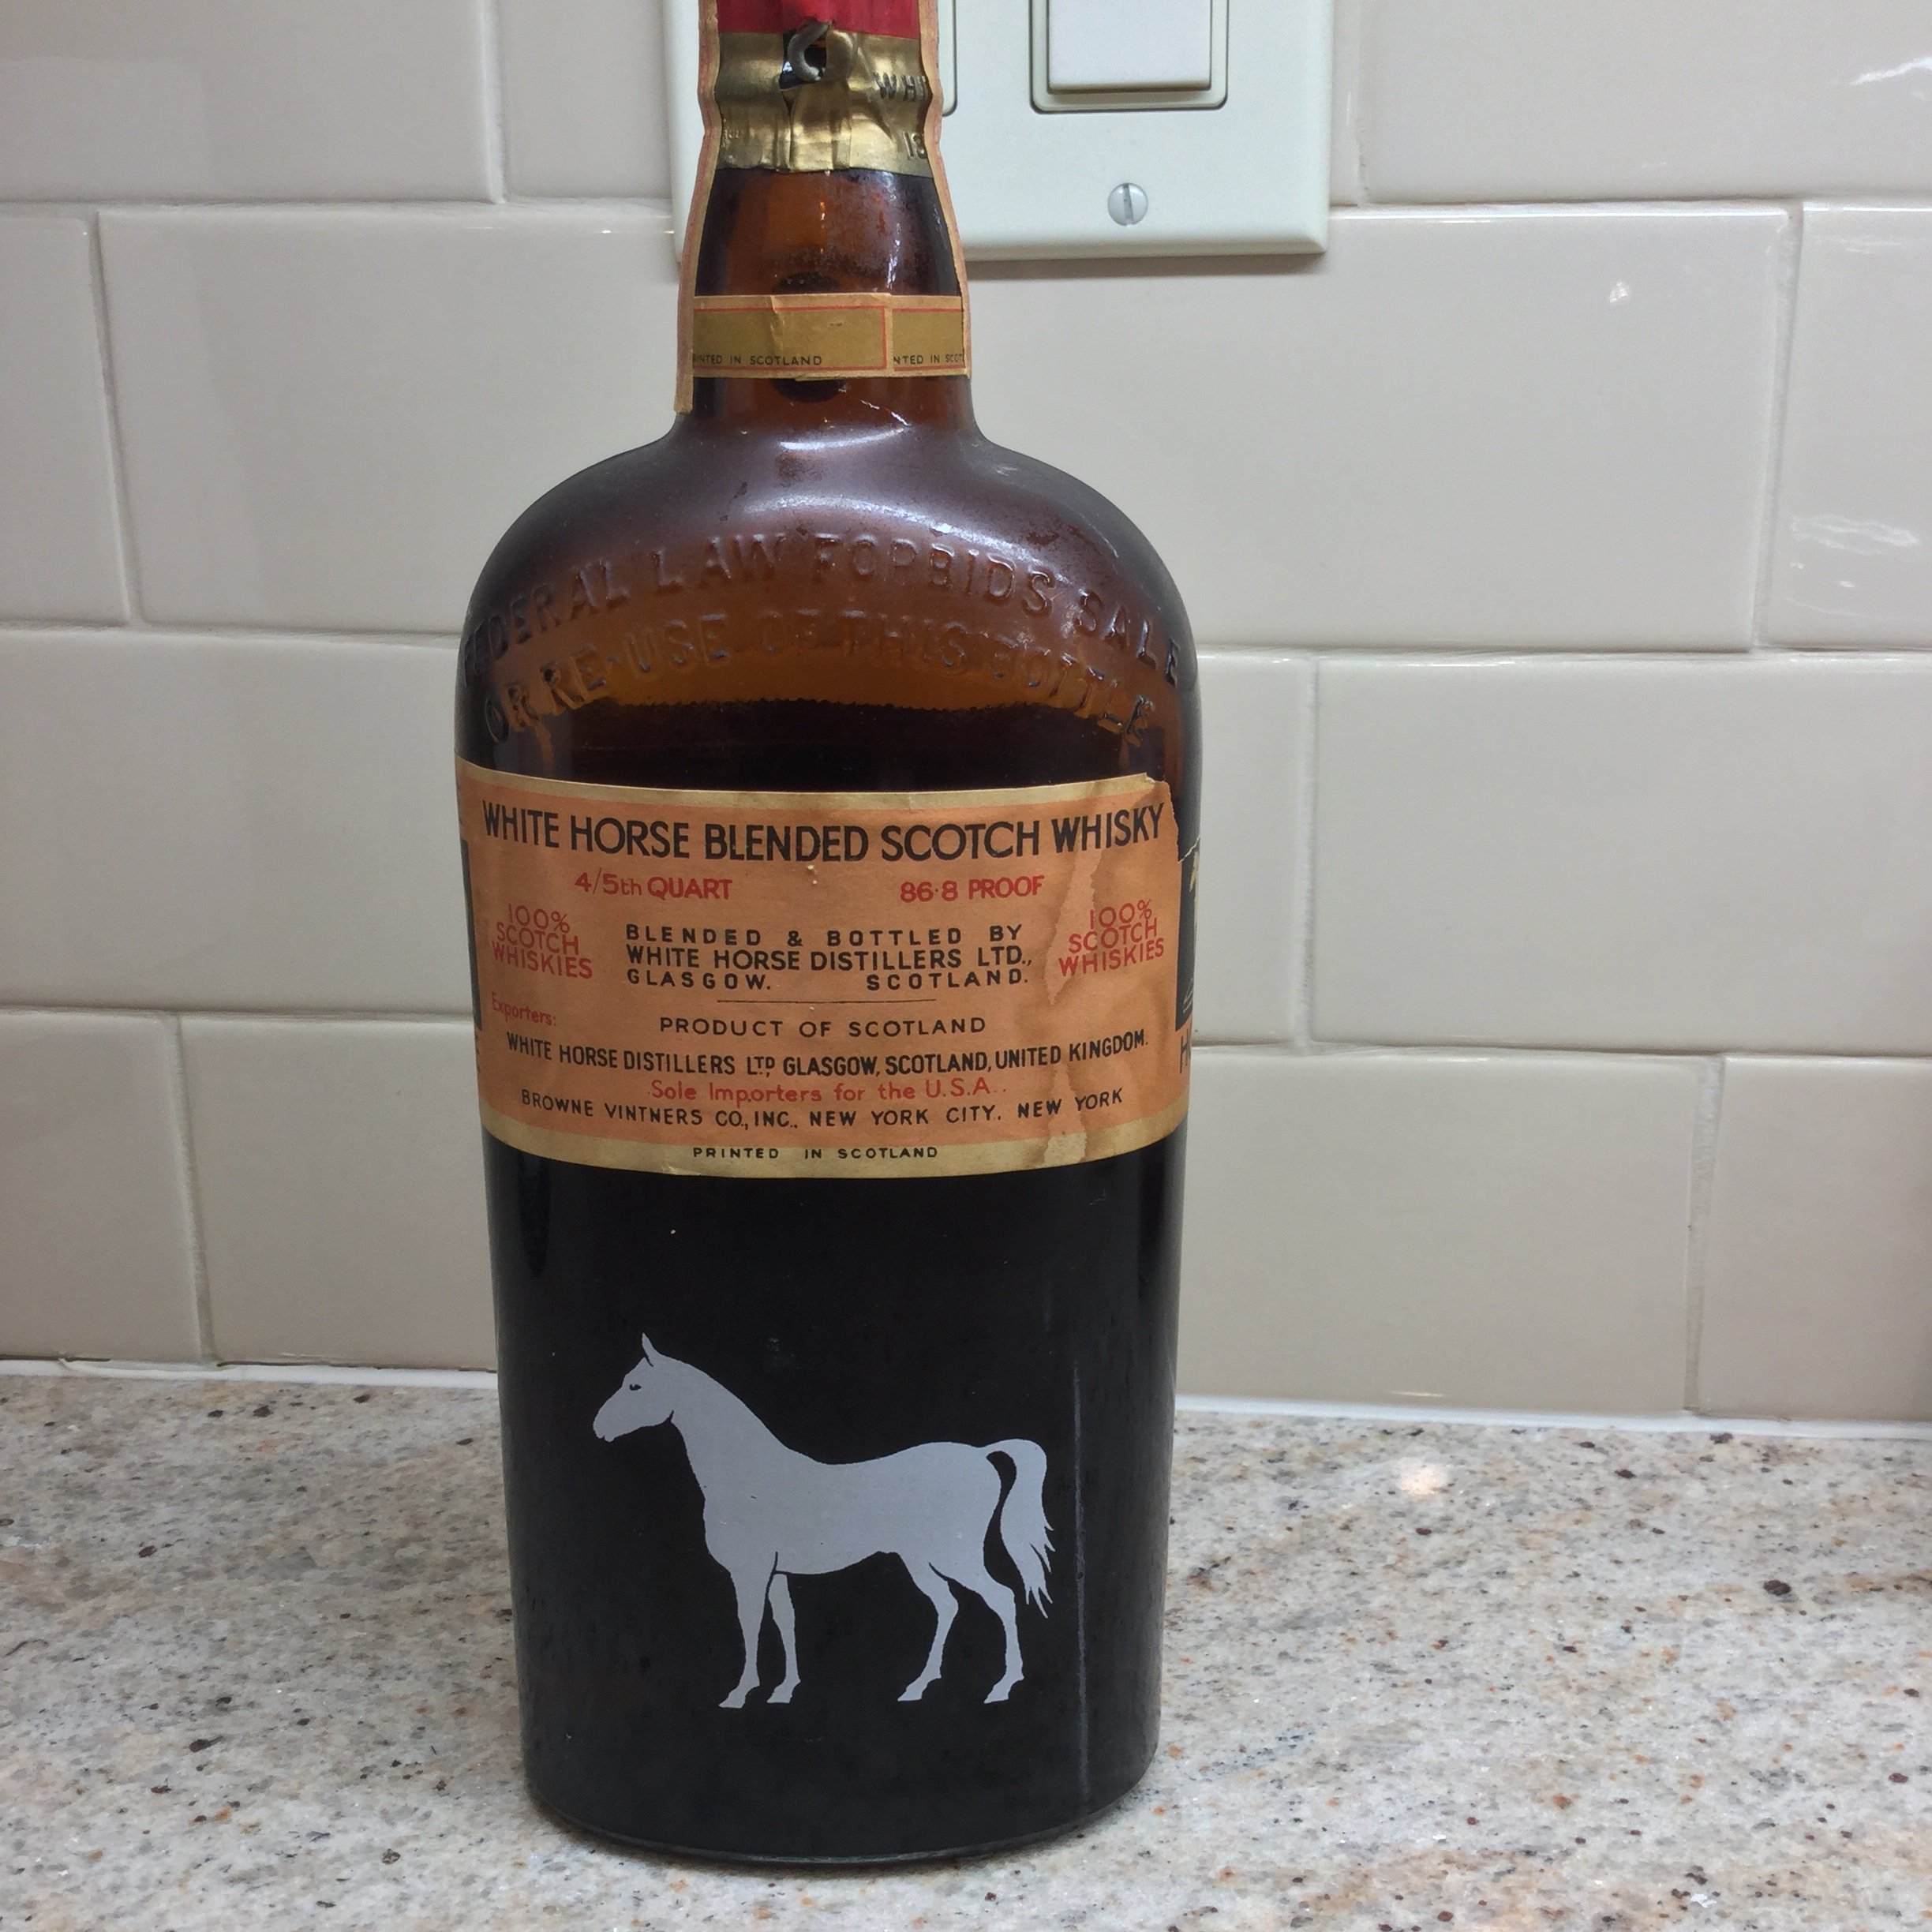 WHI
PRINTED IN SCOTLAND
FEDERAL LAW FORBIDS SALE
OR RE-USE OF THIS BOTTLE
WHITE HORSE BLENDED SCOTCH WHISKY
4/5th QUART 86·8 PROOF
100%
SCOTCH
WHISKIES
BLENDED & BOTTLED BY
WHITE HORSE DISTILLERS LTD.,
GLASGOW. SCOTLAND.
100%
SCOTCH
WHISKIES
Exporters:
PRODUCT OF SCOTLAND
WHITE HORSE DISTILLERS LTD, GLASGOW, SCOTLAND, UNITED KINGDOM.
Sole Importers for the U.S.A.
BROWNE VINTNERS CO., INC., NEW YORK CITY. NEW YORK
PRINTED IN SCOTLAND